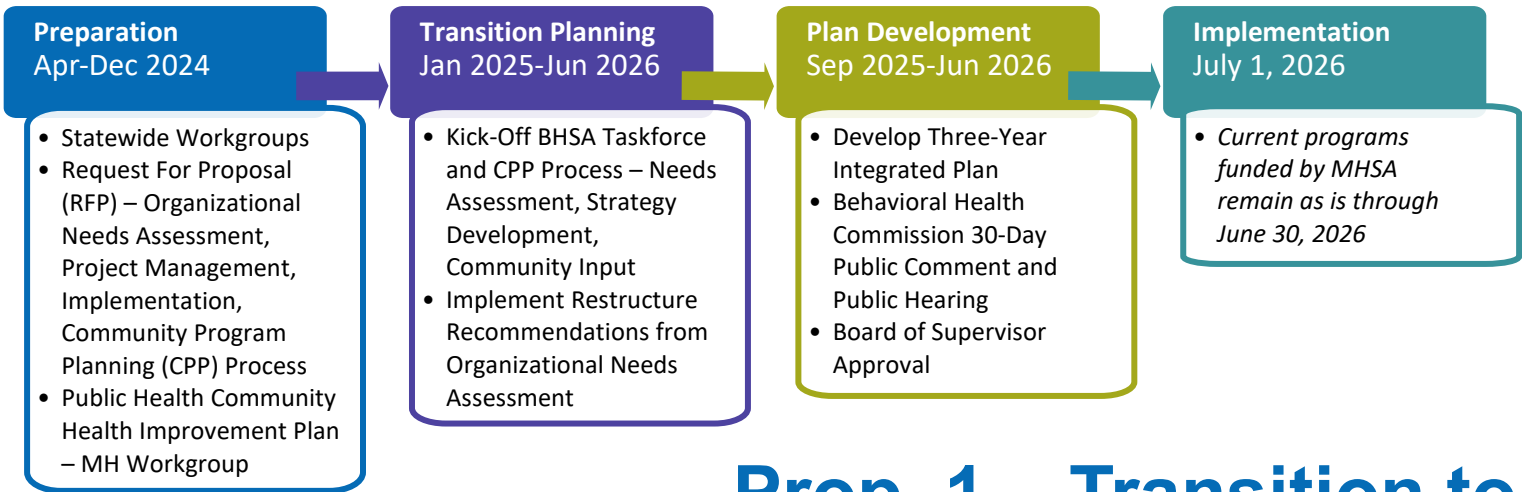 Preparation
Apr-Dec 2024
• Statewide Workgroups
• Request For Proposal
(RFP) – Organizational
Needs Assessment,
Project Management,
Implementation,
Community Program
Planning (CPP) Process
• Public Health Community
Health Improvement Plan
– MH Workgroup
Transition Planning
Jan 2025-Jun 2026
• Kick-Off BHSA Taskforce
and CPP Process – Needs
Assessment, Strategy
Development,
Community Input
• Implement Restructure
Recommendations from
Organizational Needs
Assessment
Plan Development
Sep 2025-Jun 2026
• Develop Three-Year
Integrated Plan
• Behavioral Health
Commission 30-Day
Public Comment and
Public Hearing
• Board of Supervisor
Approval
Implementation
July 1, 2026
• Current programs
funded by MHSA
remain as is through
June 30, 2026
Prop. 1 – Transition to